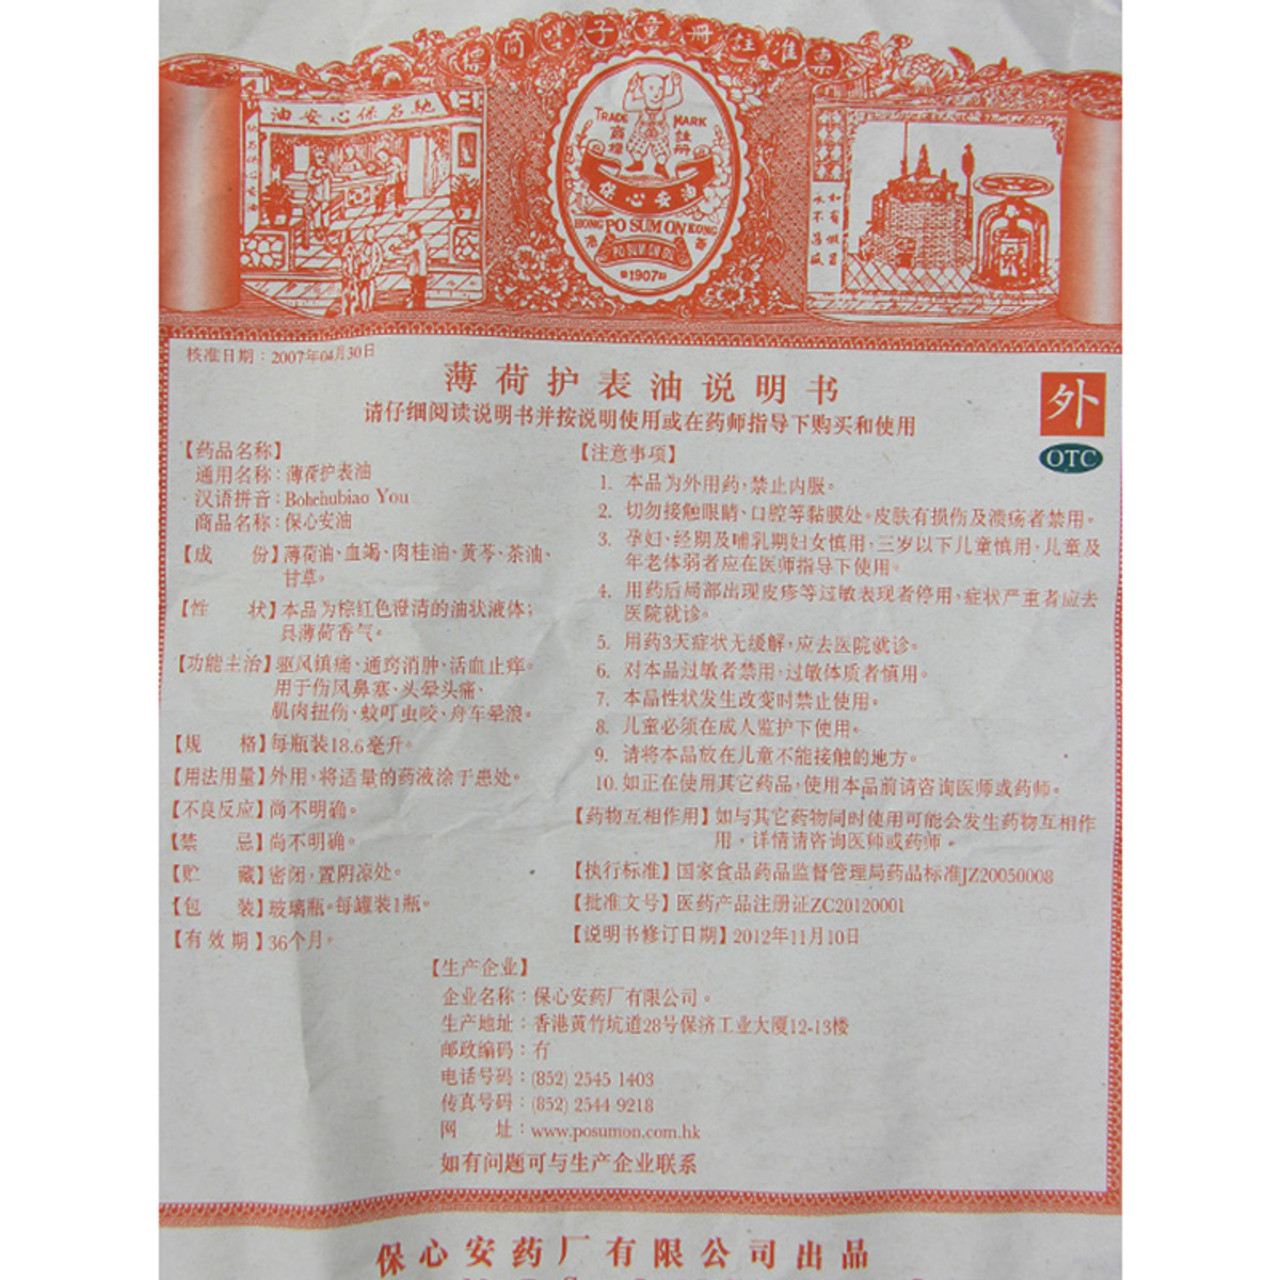 标商唛子童册註准禀
油安心保名馳
TRADE MARK
商標 註册
保心安油
HONG PO SUM ON KONG
1907
如有假冒
永不昌盛
核准日期：2007年04月30日
薄荷护表油说明书
请仔细阅读说明书并按说明使用或在药师指导下购买和使用
外
OTC
【药品名称】
通用名称：薄荷护表油
汉语拼音：Bohehubiao You
商品名称：保心安油
【成 份】薄荷油、血竭、肉桂油、黄芩、茶油、
甘草。
【性 状】本品为棕红色澄清的油状液体；
具薄荷香气。
【功能主治】驱风镇痛、通窍消肿、活血止痒。
用于伤风鼻塞、头晕头痛、
肌肉扭伤、蚊叮虫咬、舟车晕浪。
【规 格】每瓶装18.6毫升。
【用法用量】外用，将适量的药液涂于患处。
【不良反应】尚不明确。
【禁 忌】尚不明确。
【贮 藏】密闭，置阴凉处。
【包 装】玻璃瓶。每罐装1瓶。
【有效期】36个月。
【注意事项】
1. 本品为外用药，禁止内服。
2. 切勿接触眼睛、口腔等黏膜处。皮肤有损伤及溃疡者禁用。
3. 孕妇、经期及哺乳期妇女慎用，三岁以下儿童慎用，儿童及
年老体弱者应在医师指导下使用。
4. 用药后局部出现皮疹等过敏表现者停用，症状严重者应去
医院就诊。
5. 用药3天症状无缓解，应去医院就诊。
6. 对本品过敏者禁用，过敏体质者慎用。
7. 本品性状发生改变时禁止使用。
8. 儿童必须在成人监护下使用。
9. 请将本品放在儿童不能接触的地方。
10. 如正在使用其它药品，使用本品前请咨询医师或药师。
【药物互相作用】如与其它药物同时使用可能会发生药物互相作
用，详情请咨询医师或药师。
【执行标准】国家食品药品监督管理局药品标准JZ20050008
【批准文号】医药产品注册证ZC20120001
【说明书修订日期】2012年11月10日
【生产企业】
企业名称：保心安药厂有限公司。
生产地址：香港黄竹坑道28号保济工业大厦12-13楼
邮政编码：冇
电话号码：(852) 2545 1403
传真号码：(852) 2544 9218
网 址：www.posumon.com.hk
如有问题可与生产企业联系
保心安药厂有限公司出品